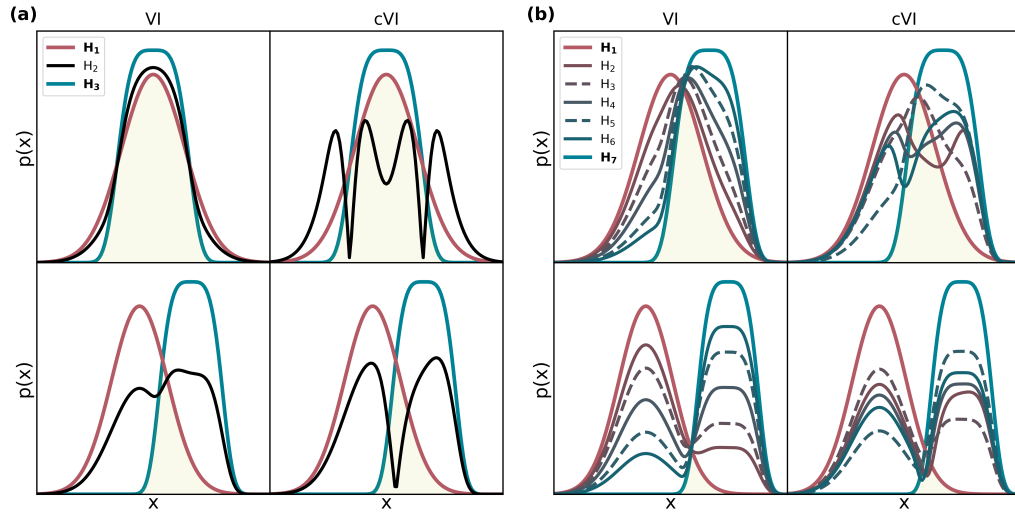 (a)
VI
cVI
H1
H2
H3
p(x)
p(x)
x
x
(b)
VI
cVI
H1
H2
H3
H4
H5
H6
H7
p(x)
p(x)
x
x